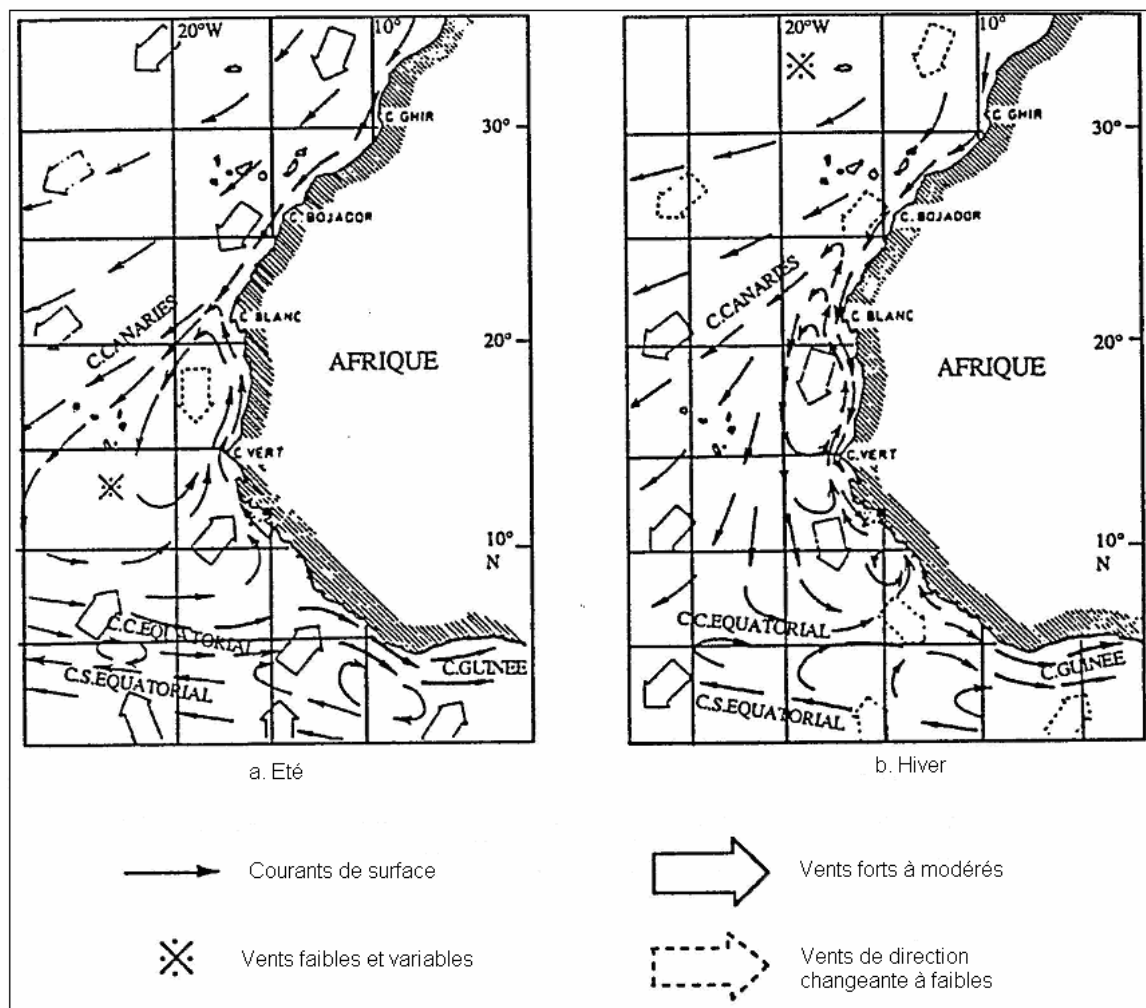 20°W
10°
C GHIR
30°
C. BOJADOR
C.CANARIES
C BLANC
20°
AFRIQUE
C VERT
10°
N
C.C.EQUATORIAL
C.GUINEE
C.S.EQUATORIAL
a. Eté
20°W
10°
C GHIR
30°
C. BOJADOR
C.CANARIES
C BLANC
20°
AFRIQUE
C.VERT
10°
N
C.C.EQUATORIAL
C.GUINEE
C.S.EQUATORIAL
b. Hiver
Courants de surface
Vents forts à modérés
Vents faibles et variables
Vents de direction
changeante à faibles